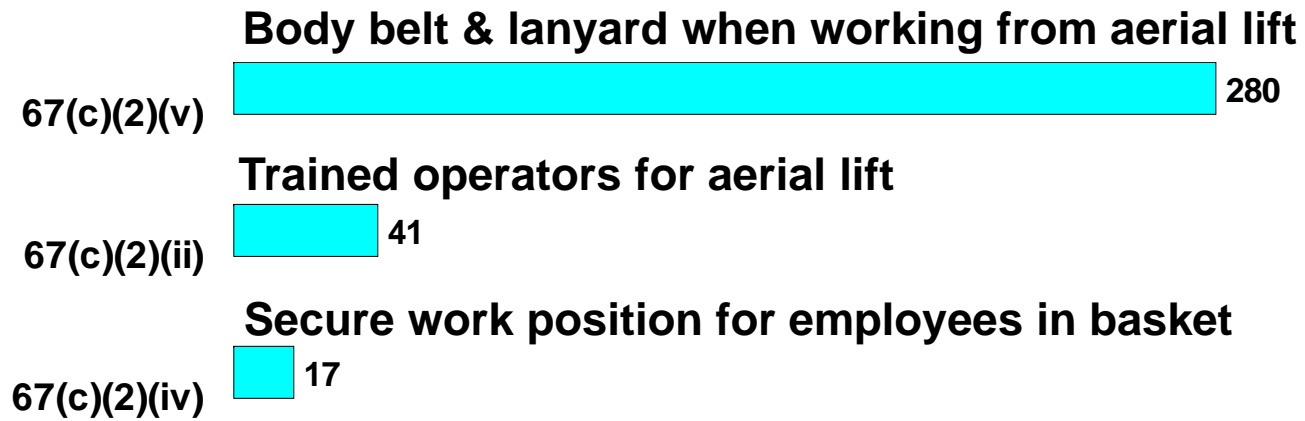 Body belt & lanyard when working from aerial lift
67(c)(2)(v)
280
Trained operators for aerial lift
67(c)(2)(ii)
41
Secure work position for employees in basket
67(c)(2)(iv)
17